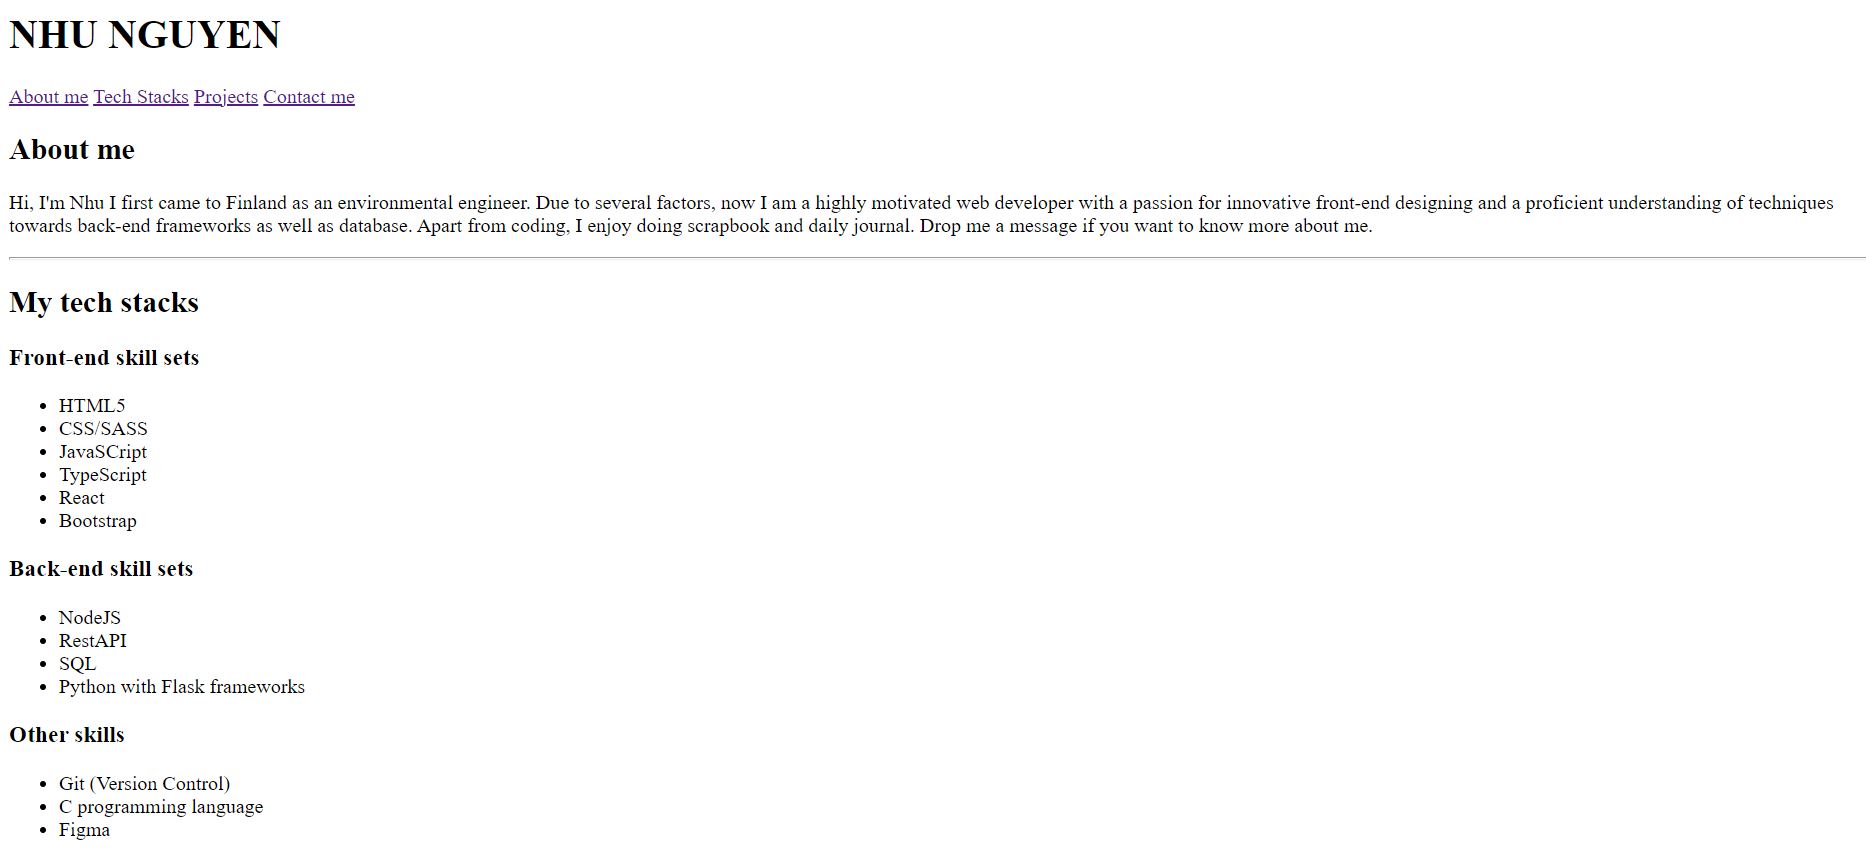 NHU NGUYEN
About me Tech Stacks Projects Contact me
About me
Hi, I'm Nhu I first came to Finland as an environmental engineer. Due to several factors, now I am a highly motivated web developer with a passion for innovative front-end designing and a proficient understanding of techniques
towards back-end frameworks as well as database. Apart from coding, I enjoy doing scrapbook and daily journal. Drop me a message if you want to know more about me.
My tech stacks
Front-end skill sets
HTML5
CSS/SASS
JavaSCript
TypeScript
React
Bootstrap
Back-end skill sets
NodeJS
RestAPI
SQL
Python with Flask frameworks
Other skills
Git (Version Control)
C programming language
Figma